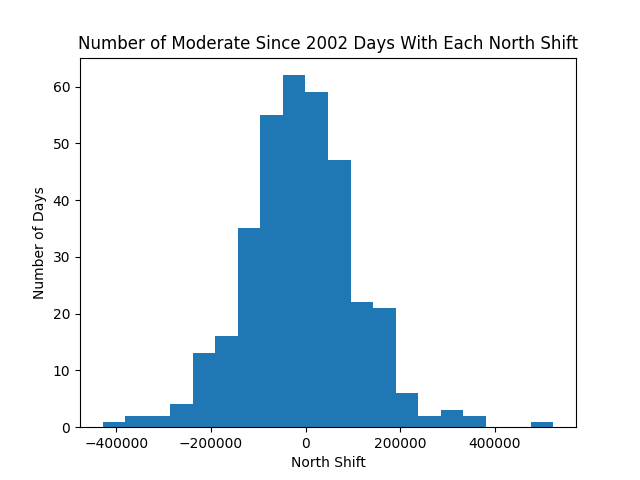 Number of Moderate Since 2002 Days With Each North Shift
60
50
40
30
20
10
0
Number of Days
−400000 −200000 0 200000 400000
North Shift